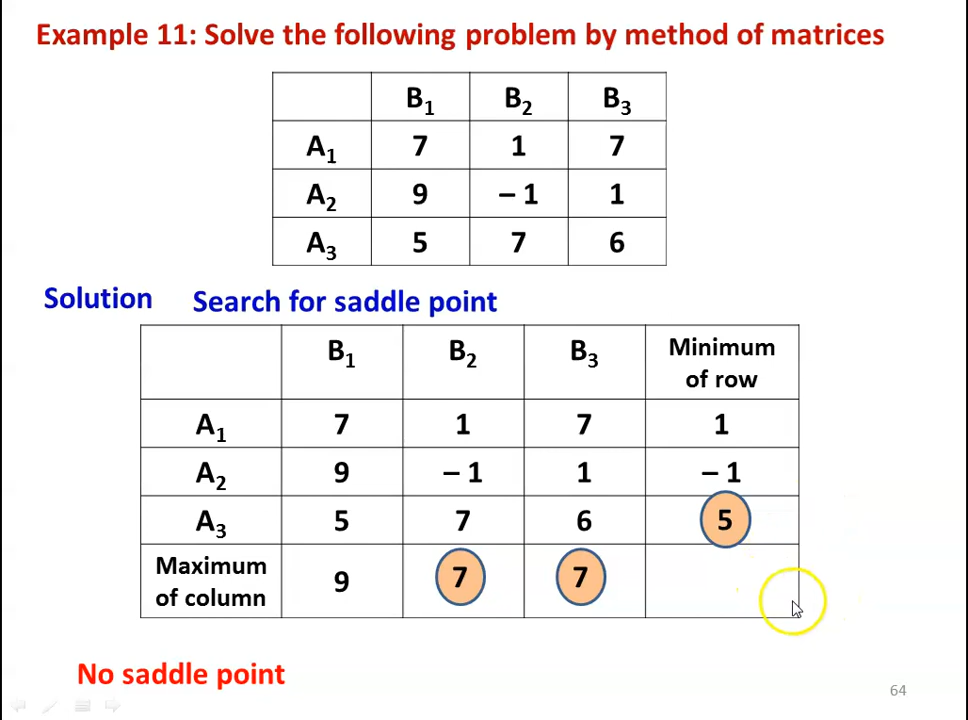 Example 11: Solve the following problem by method of matrices
B₁ B₂ B₃
A₁ 7 1 7
A₂ 9 – 1 1
A₃ 5 7 6
Solution Search for saddle point
B₁ B₂ B₃ Minimum of row
A₁ 7 1 7 1
A₂ 9 – 1 1 – 1
A₃ 5 7 6 5
Maximum of column 9 7 7
No saddle point
64